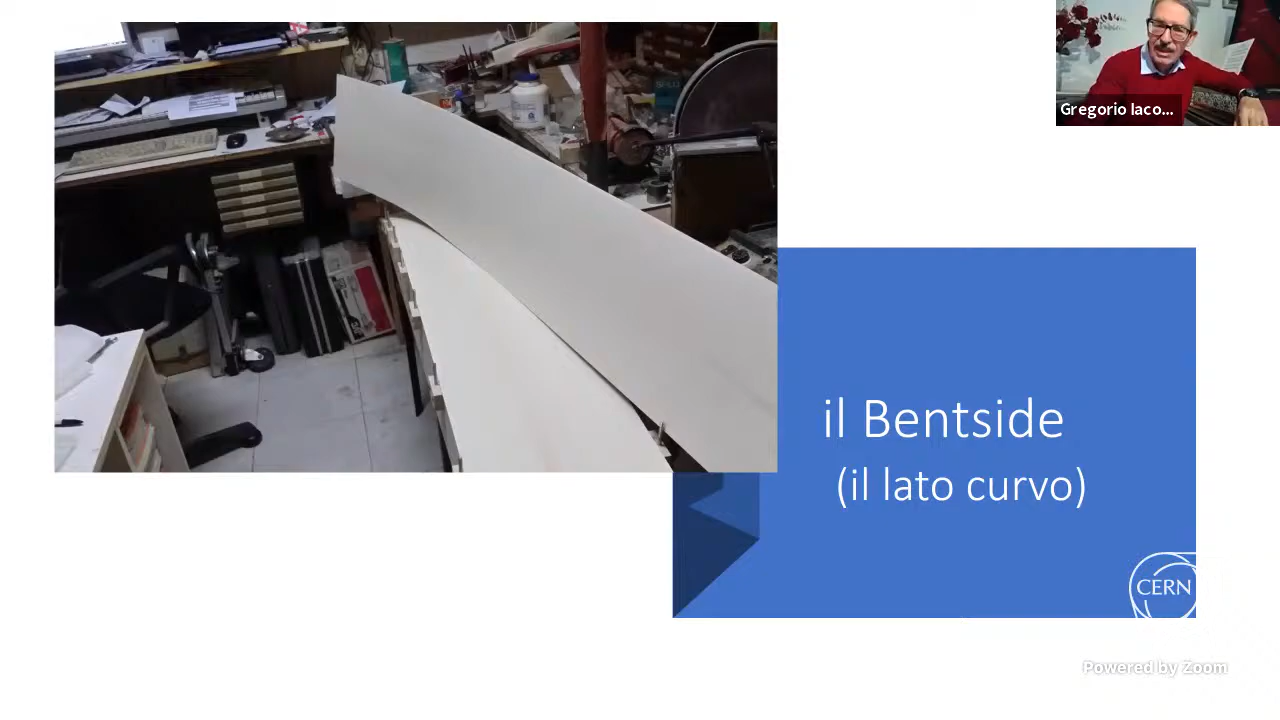 Gregorio Iaco...
il Bentside
(il lato curvo)
CERN
Powered by Zoom